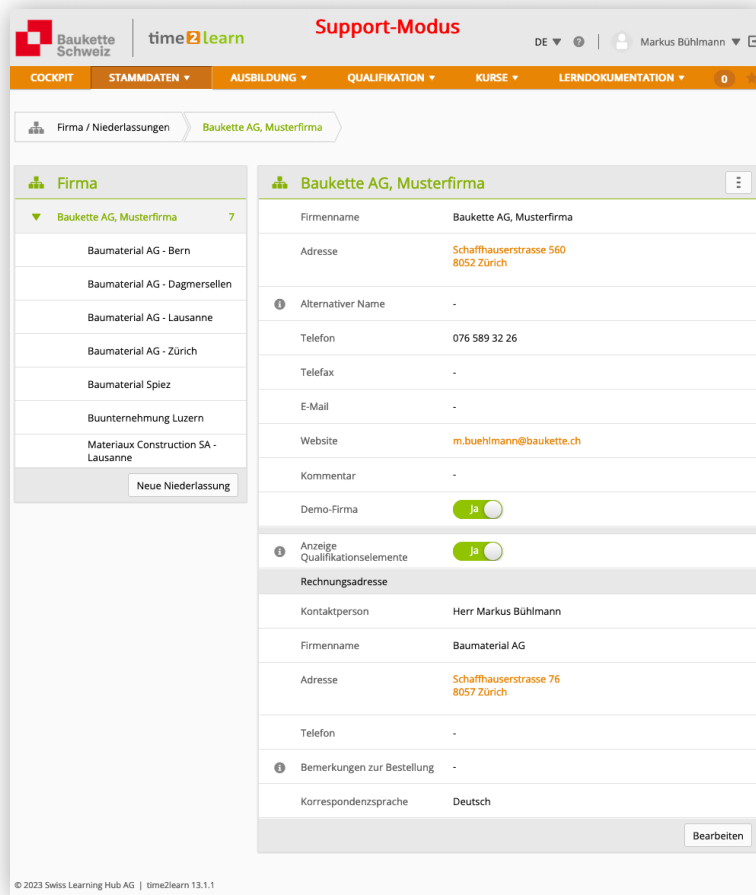 Baukette
Schweiz
time2learn
Support-Modus
DE
Markus Bühlmann
COCKPIT
STAMMDATEN
AUSBILDUNG
QUALIFIKATION
KURSE
LERNDOKUMENTATION
0
Firma / Niederlassungen
Baukette AG, Musterfirma
Firma
Baukette AG, Musterfirma 7
Baumaterial AG - Bern
Baumaterial AG - Dagmersellen
Baumaterial AG - Lausanne
Baumaterial AG - Zürich
Baumaterial Spiez
Buunternehmung Luzern
Materiaux Construction SA -
Lausanne
Neue Niederlassung
Baukette AG, Musterfirma
Firmenname Baukette AG, Musterfirma
Adresse Schaffhauserstrasse 560
8052 Zürich
Alternativer Name -
Telefon 076 589 32 26
Telefax -
E-Mail -
Website m.buehlmann@baukette.ch
Kommentar -
Demo-Firma Ja
Anzeige
Qualifikationselemente Ja
Rechnungsadresse
Kontaktperson Herr Markus Bühlmann
Firmenname Baumaterial AG
Adresse Schaffhauserstrasse 76
8057 Zürich
Telefon -
Bemerkungen zur Bestellung -
Korrespondenzsprache Deutsch
Bearbeiten
© 2023 Swiss Learning Hub AG | time2learn 13.1.1